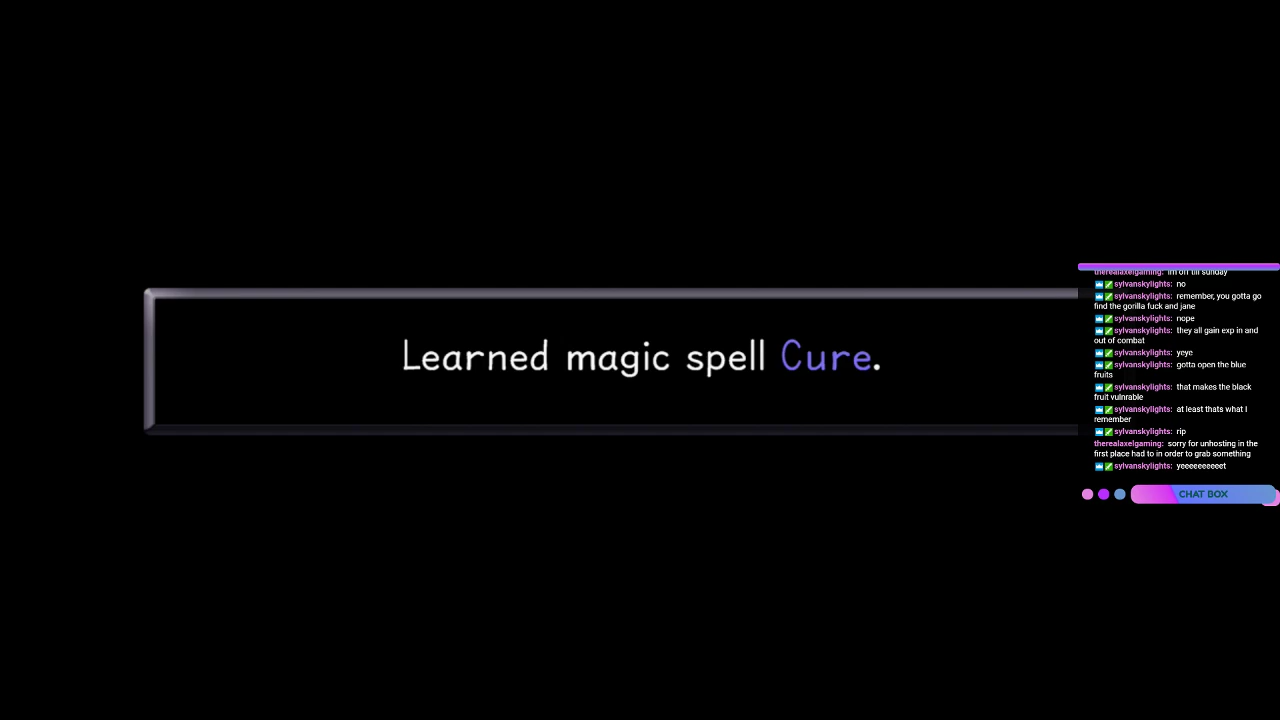 Learned magic spell Cure.
therealaxelgaming: im off till sunday
sylvanskylights: no
sylvanskylights: remember, you gotta go
find the gorilla fuck and jane
sylvanskylights: nope
sylvanskylights: they all gain exp in and
out of combat
sylvanskylights: yeye
sylvanskylights: gotta open the blue
fruits
sylvanskylights: that makes the black
fruit vulnrable
sylvanskylights: at least thats what i
remember
sylvanskylights: rip
therealaxelgaming: sorry for unhosting in the
first place had to in order to grab something
sylvanskylights: yeeeeeeeeet
CHAT BOX